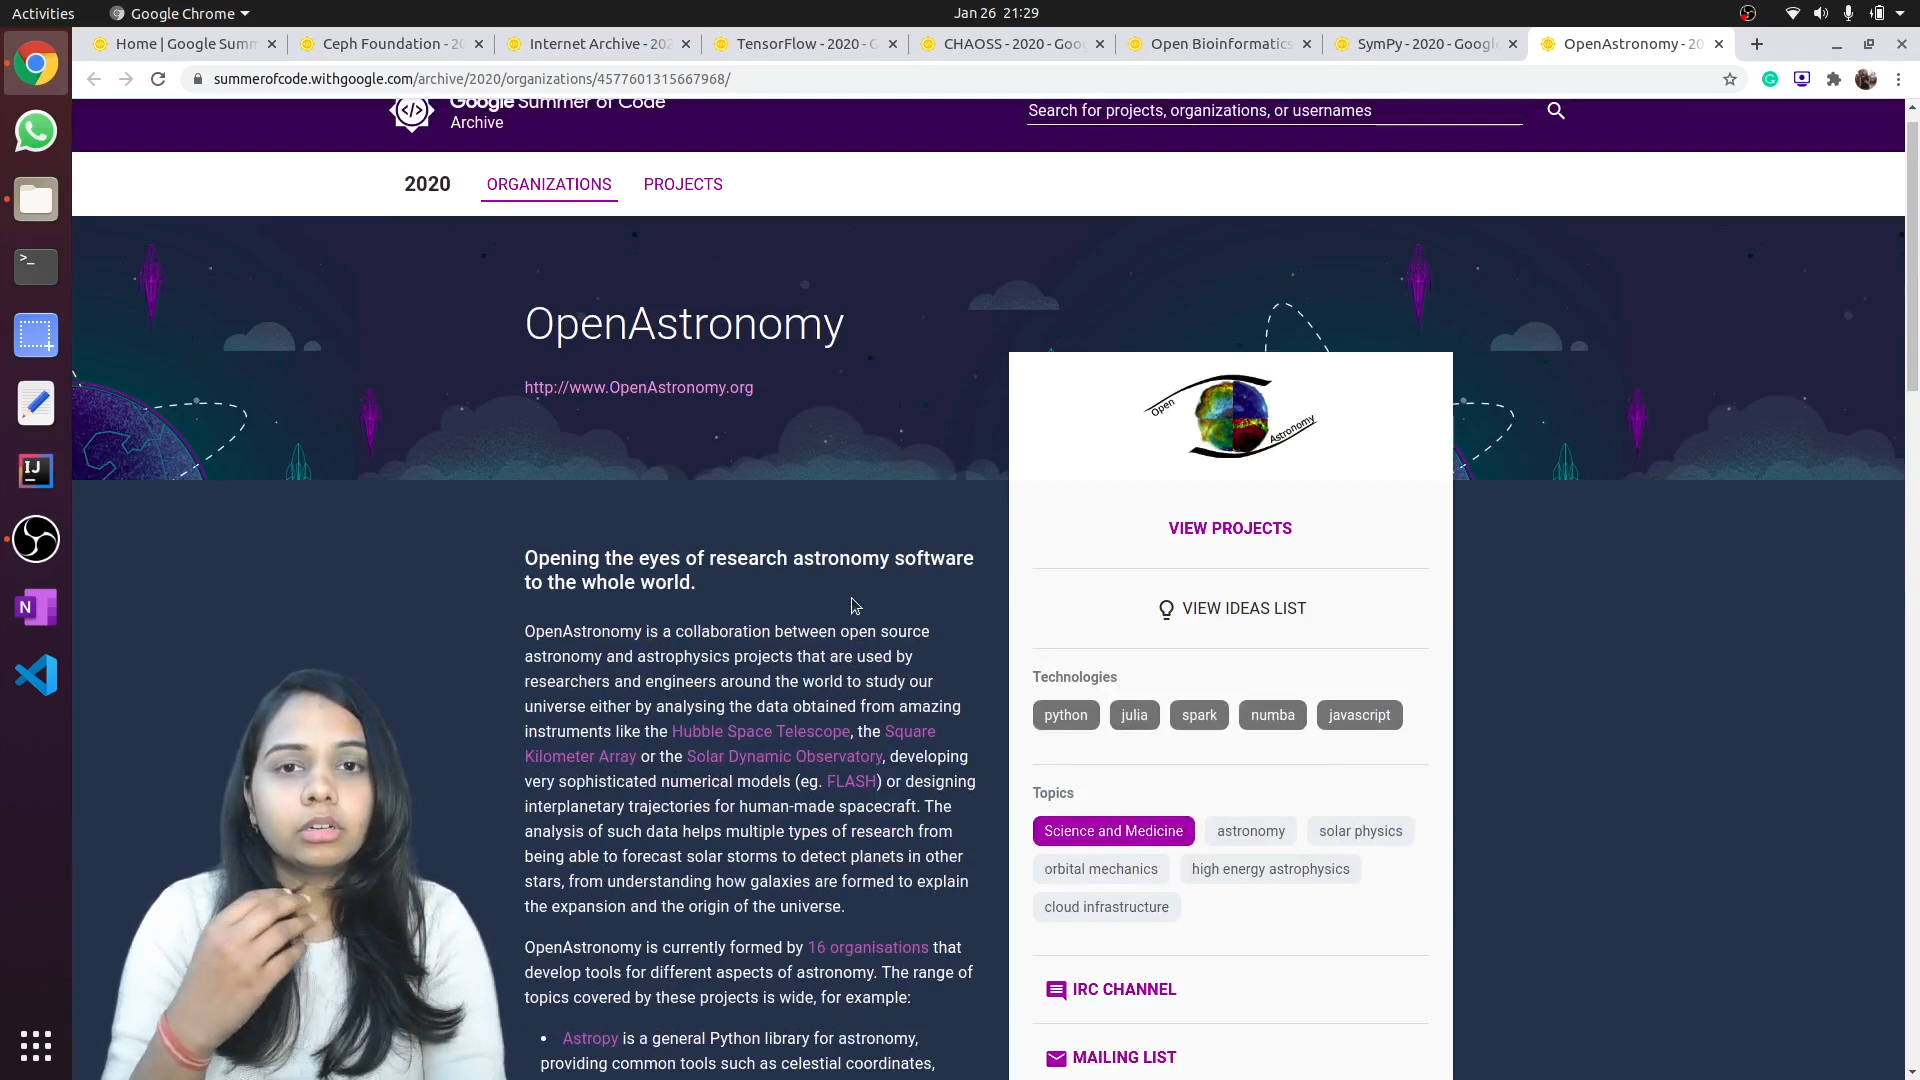 Activities
Google Chrome
Jan 26 21:29
Home | Google Summ
Ceph Foundation - 20
Internet Archive - 202
TensorFlow - 2020 - G
CHAOSS - 2020 - Goog
Open Bioinformatics
SymPy - 2020 - Google
OpenAstronomy - 20
summerofcode.withgoogle.com/archive/2020/organizations/4577601315667968/
Google Summer of Code
Archive
Search for projects, organizations, or usernames
2020
ORGANIZATIONS
PROJECTS
OpenAstronomy
http://www.OpenAstronomy.org
Open
Astronomy
Opening the eyes of research astronomy software
to the whole world.
OpenAstronomy is a collaboration between open source
astronomy and astrophysics projects that are used by
researchers and engineers around the world to study our
universe either by analysing the data obtained from amazing
instruments like the Hubble Space Telescope, the Square
Kilometer Array or the Solar Dynamic Observatory, developing
very sophisticated numerical models (eg. FLASH) or designing
interplanetary trajectories for human-made spacecraft. The
analysis of such data helps multiple types of research from
being able to forecast solar storms to detect planets in other
stars, from understanding how galaxies are formed to explain
the expansion and the origin of the universe.
OpenAstronomy is currently formed by 16 organisations that
develop tools for different aspects of astronomy. The range of
topics covered by these projects is wide, for example:
• Astropy is a general Python library for astronomy,
providing common tools such as celestial coordinates,
VIEW PROJECTS
VIEW IDEAS LIST
Technologies
python julia spark numba javascript
Topics
Science and Medicine astronomy solar physics
orbital mechanics high energy astrophysics
cloud infrastructure
IRC CHANNEL
MAILING LIST
>_
IJ
N